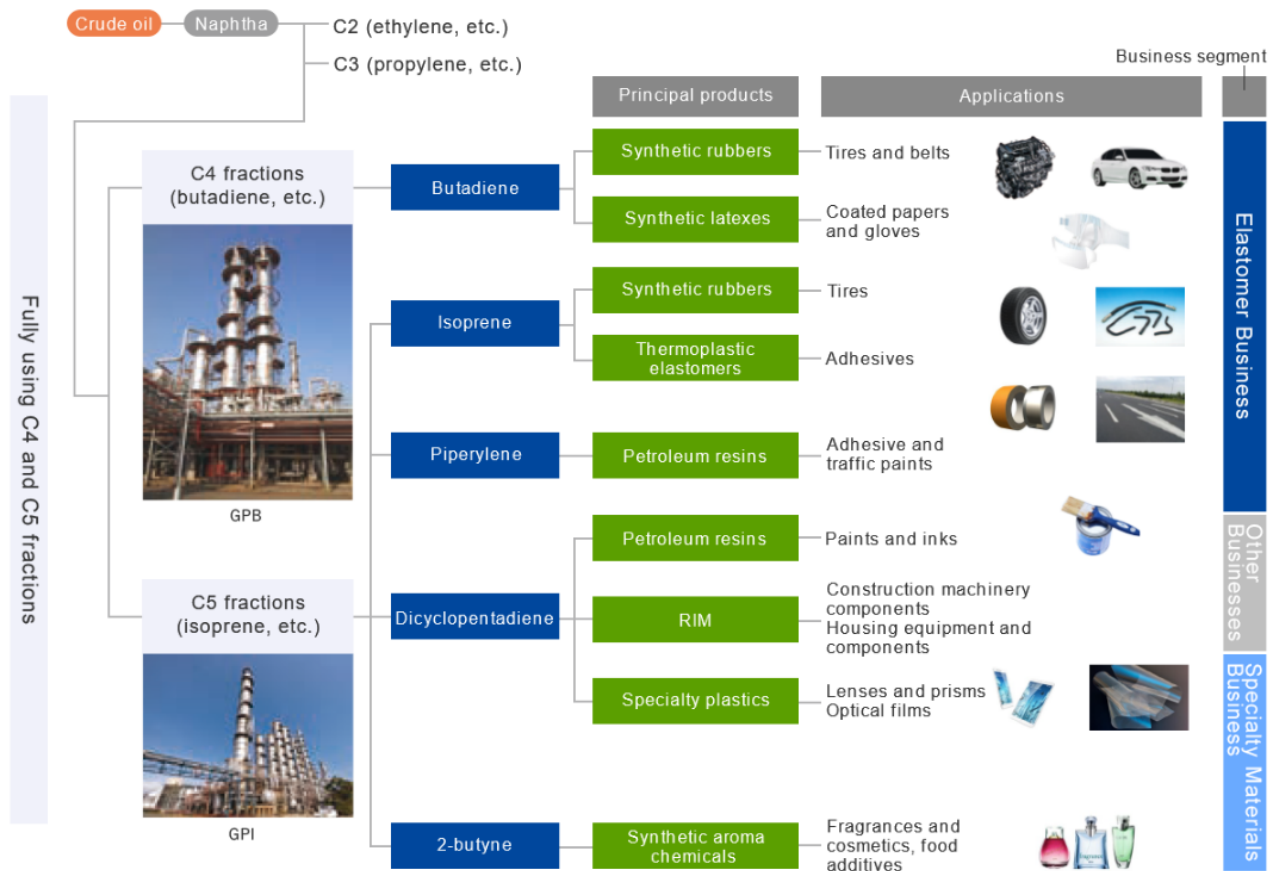 Crude oil
Naphtha
C2 (ethylene, etc.)
C3 (propylene, etc.)
Business segment
Principal products
Applications
Fully using C4 and C5 fractions
C4 fractions
(butadiene, etc.)
GPB
C5 fractions
(isoprene, etc.)
GPI
Butadiene
Synthetic rubbers
Tires and belts
Synthetic latexes
Coated papers
and gloves
Isoprene
Synthetic rubbers
Tires
Thermoplastic
elastomers
Adhesives
Piperylene
Petroleum resins
Adhesive and
traffic paints
Dicyclopentadiene
Petroleum resins
Paints and inks
RIM
Construction machinery
components
Housing equipment and
components
Specialty plastics
Lenses and prisms
Optical films
2-butyne
Synthetic aroma
chemicals
Fragrances and
cosmetics, food
additives
Elastomer Business
Other
Businesses
Specialty Materials
Business